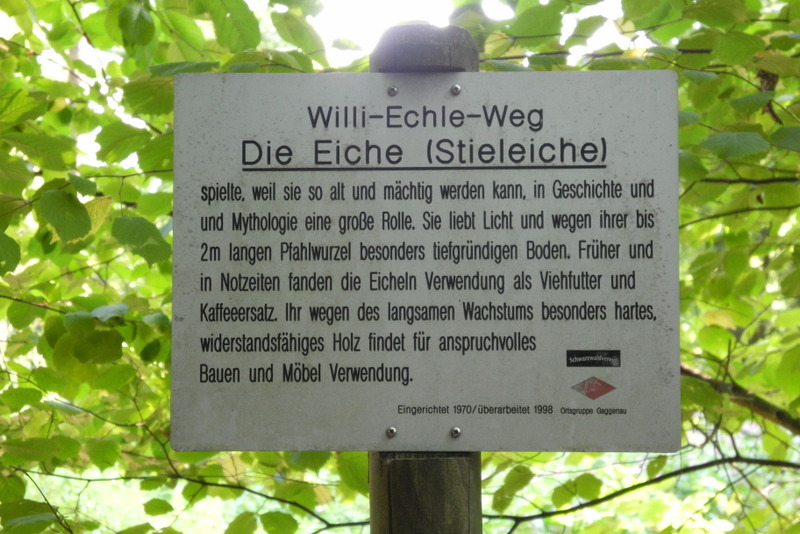 Willi-Echle-Weg
Die Eiche (Stieleiche)
spielte, weil sie so alt und mächtig werden kann, in Geschichte und
und Mythologie eine große Rolle. Sie liebt Licht und wegen ihrer bis
2m langen Pfahlwurzel besonders tiefgründigen Boden. Früher und
in Notzeiten fanden die Eicheln Verwendung als Viehfutter und
Kaffeeersatz. Ihr wegen des langsamen Wachstums besonders hartes,
widerstandsfähiges Holz findet für anspruchvolles
Bauen und Möbel Verwendung.
Schwarzwaldverein
Eingerichtet 1970/überarbeitet 1998 Ortsgruppe Gaggenau